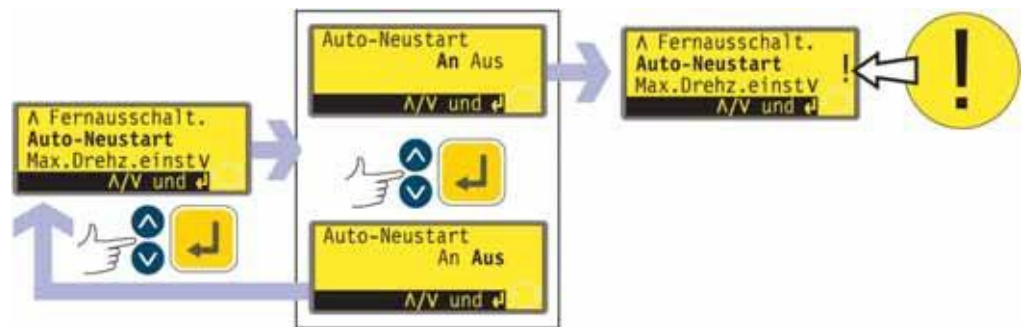 Λ Fernausschalt.
Auto-Neustart
Max.Drehz.einstV
Λ/V und ↲
Auto-Neustart
An Aus
Λ/V und ↲
Auto-Neustart
An Aus
Λ/V und ↲
Λ Fernausschalt.
Auto-Neustart !
Max.Drehz.einstV
Λ/V und ↲
!